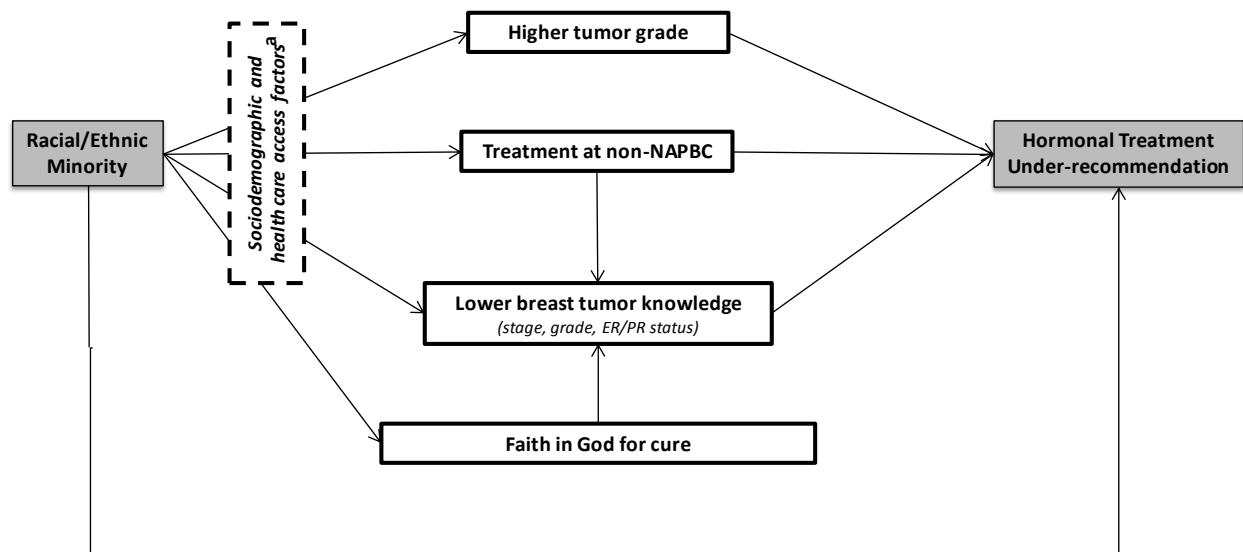 Higher tumor grade
Sociodemographic and
health care access factorsa
Racial/Ethnic
Minority
Treatment at non-NAPBC
Hormonal Treatment
Under-recommendation
Lower breast tumor knowledge
(stage, grade, ER/PR status)
Faith in God for cure